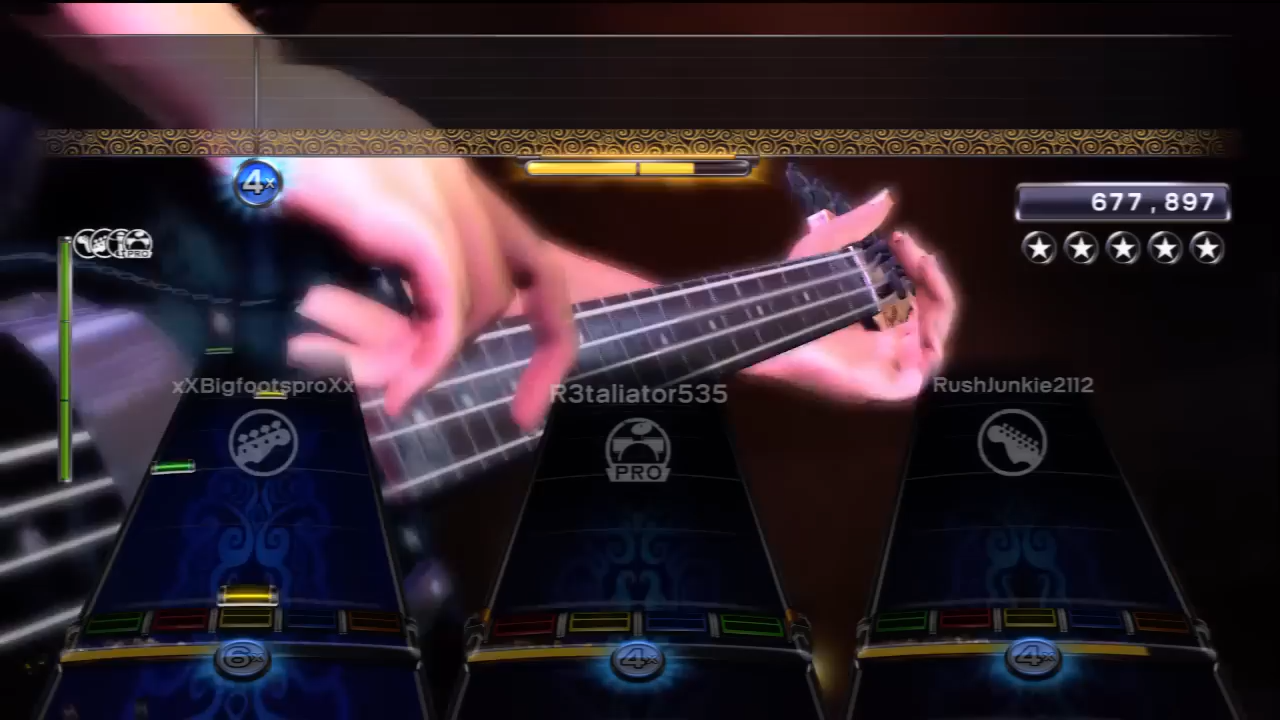 4x
677,897
PRO
xXBigfootsproXx
R3taliator535
RushJunkie2112
PRO
6x
4x
4x